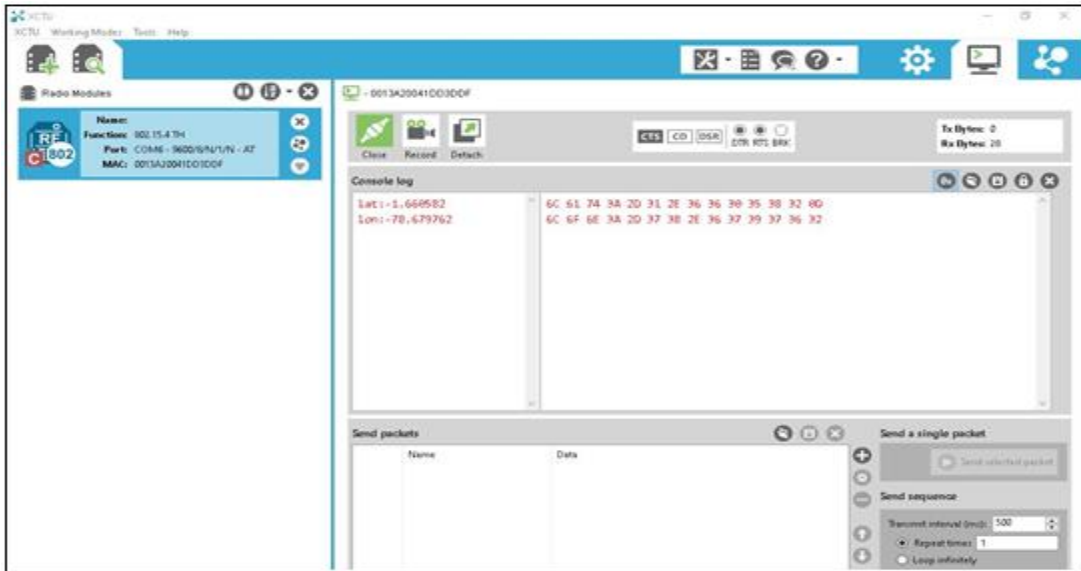 XCTU
XCTU Working Modes Tools Help
Radio Modules
- 0013A20041DD3DDF
Name:
Function: 802.15.4 TH
Port: COM6 - 9600/8/N/1/N - AT
MAC: 0013A20041DD3DDF
RF
C 802
Close Record Detach
CTS CD DSR DTR RTS BRK
Tx Bytes: 0
Rx Bytes: 28
Console log
lat:-1.660582
lon:-78.679762
6C 61 74 3A 2D 31 2E 36 36 30 35 38 32 0D
6C 6F 6E 3A 2D 37 38 2E 36 37 39 37 36 32
Send packets
Name Data
Send a single packet
Send selected packet
Send sequence
Transmit interval (ms): 500
Repeat times 1
Loop infinitely